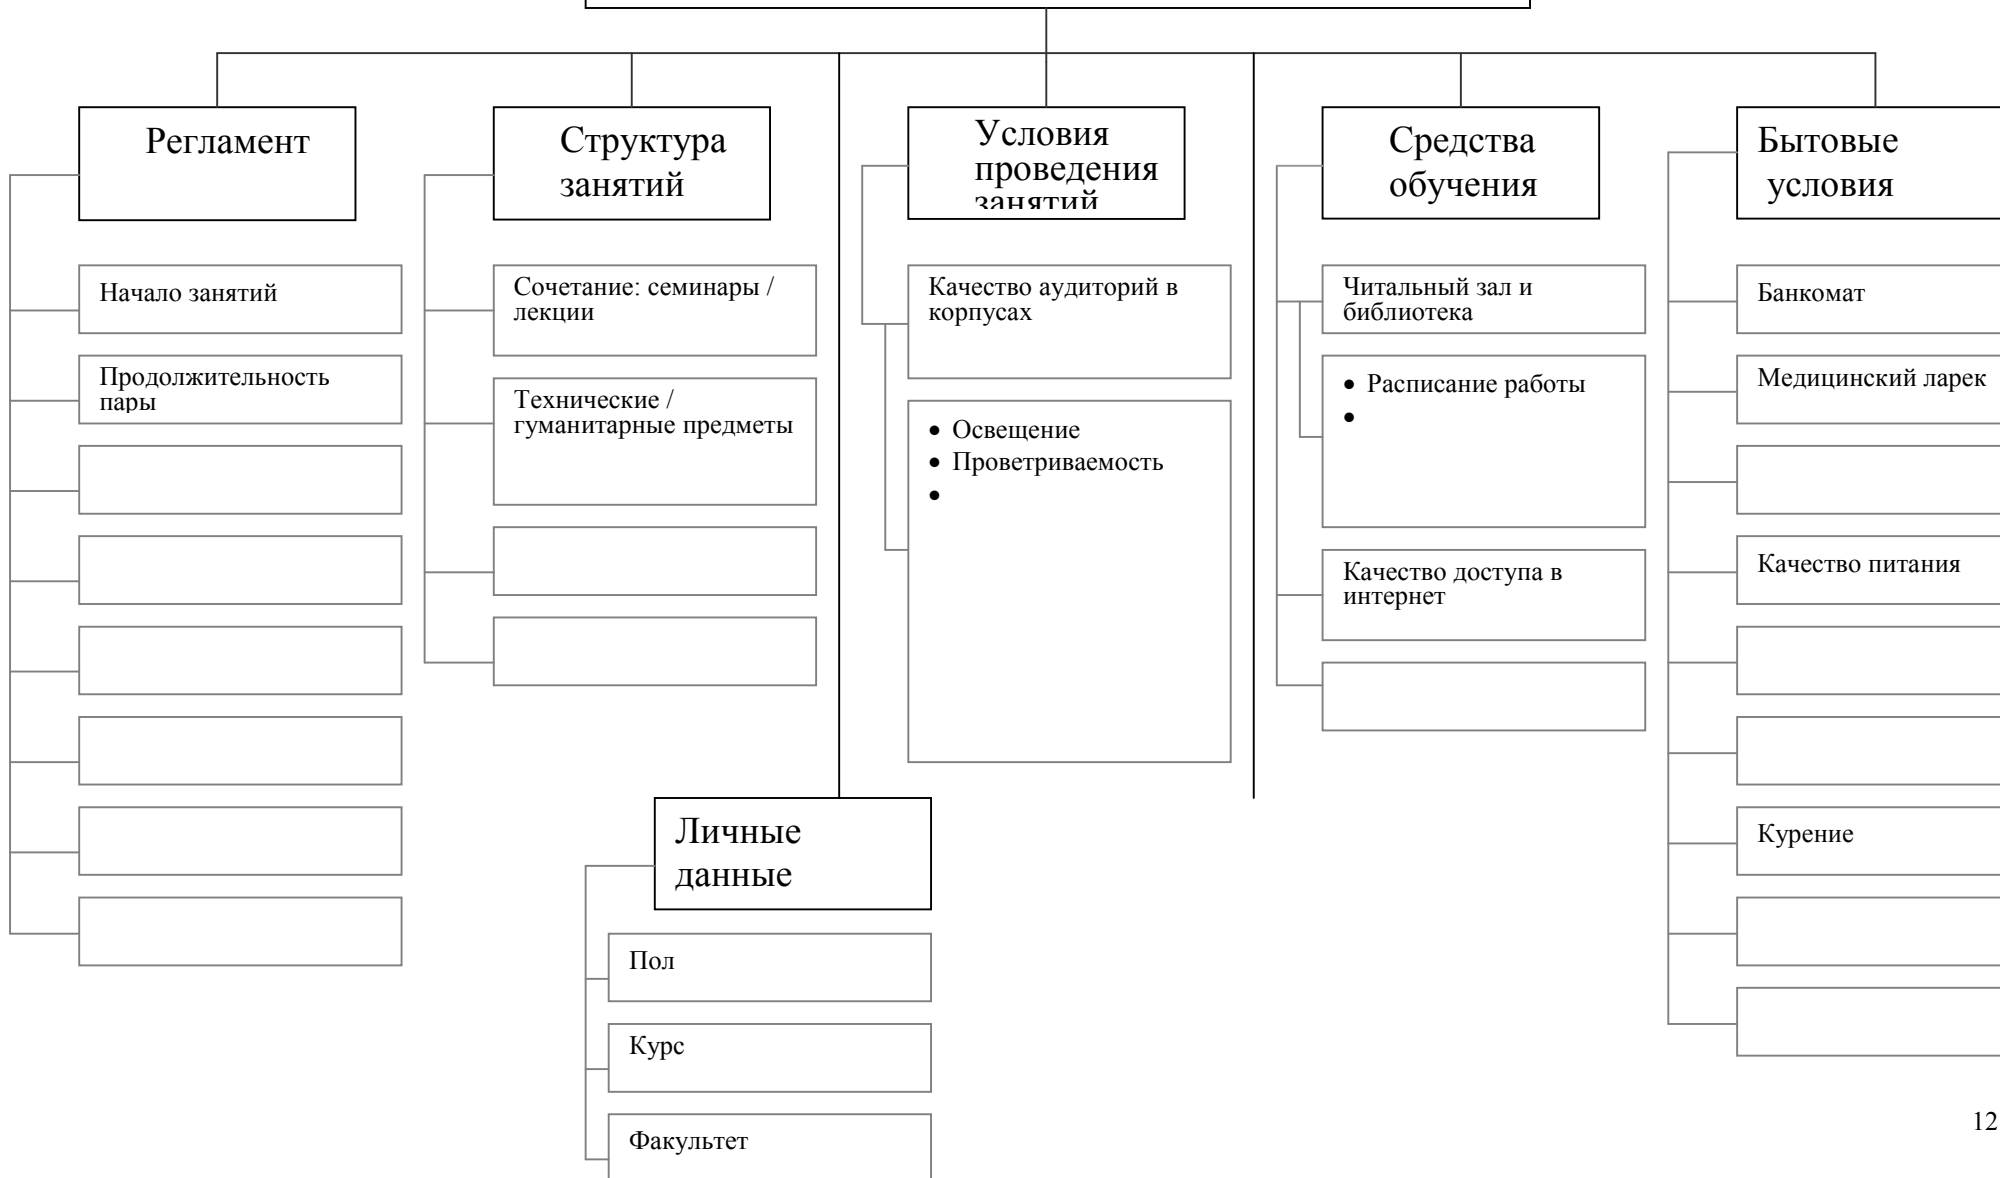 Регламент
Начало занятий
Продолжительность
пары
Структура
занятий
Сочетание: семинары /
лекции
Технические /
гуманитарные предметы
Условия
проведения
занятий
Качество аудиторий в
корпусах
• Освещение
• Проветриваемость
•
Средства
обучения
Читальный зал и
библиотека
• Расписание работы
•
Качество доступа в
интернет
Бытовые
условия
Банкомат
Медицинский ларек
Качество питания
Курение
Личные
данные
Пол
Курс
Факультет
12